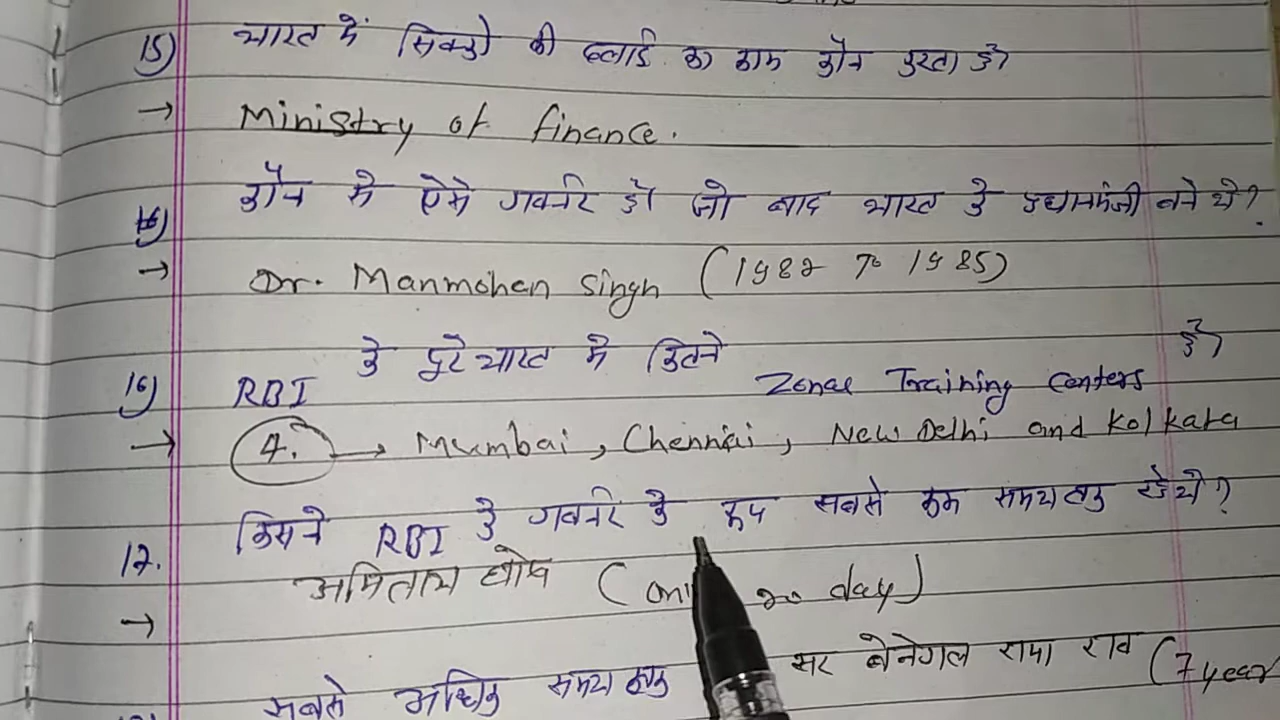 15) भारत में सिक्को की ढलाई का काम कौन करता है
→ Ministry of finance.
कौन से ऐसे गवर्नर है जो बाद भारत के प्रधानमंत्री बने थे?
→ Dr. Manmohan Singh (1982 To 1985)
16) RBI के पूरे भारत मे कितने Zonal Training Centers है
→ 4. → Mumbai, Chennai, New Delhi and Kolkata
17. किसने RBI के गवर्नर के रूप सबसे कम समय तक रहे थे?
→ अमिताभ घोष ( 20 day)
सबसे अधिक समय तक सर बेनेगल रामा राव (7 year